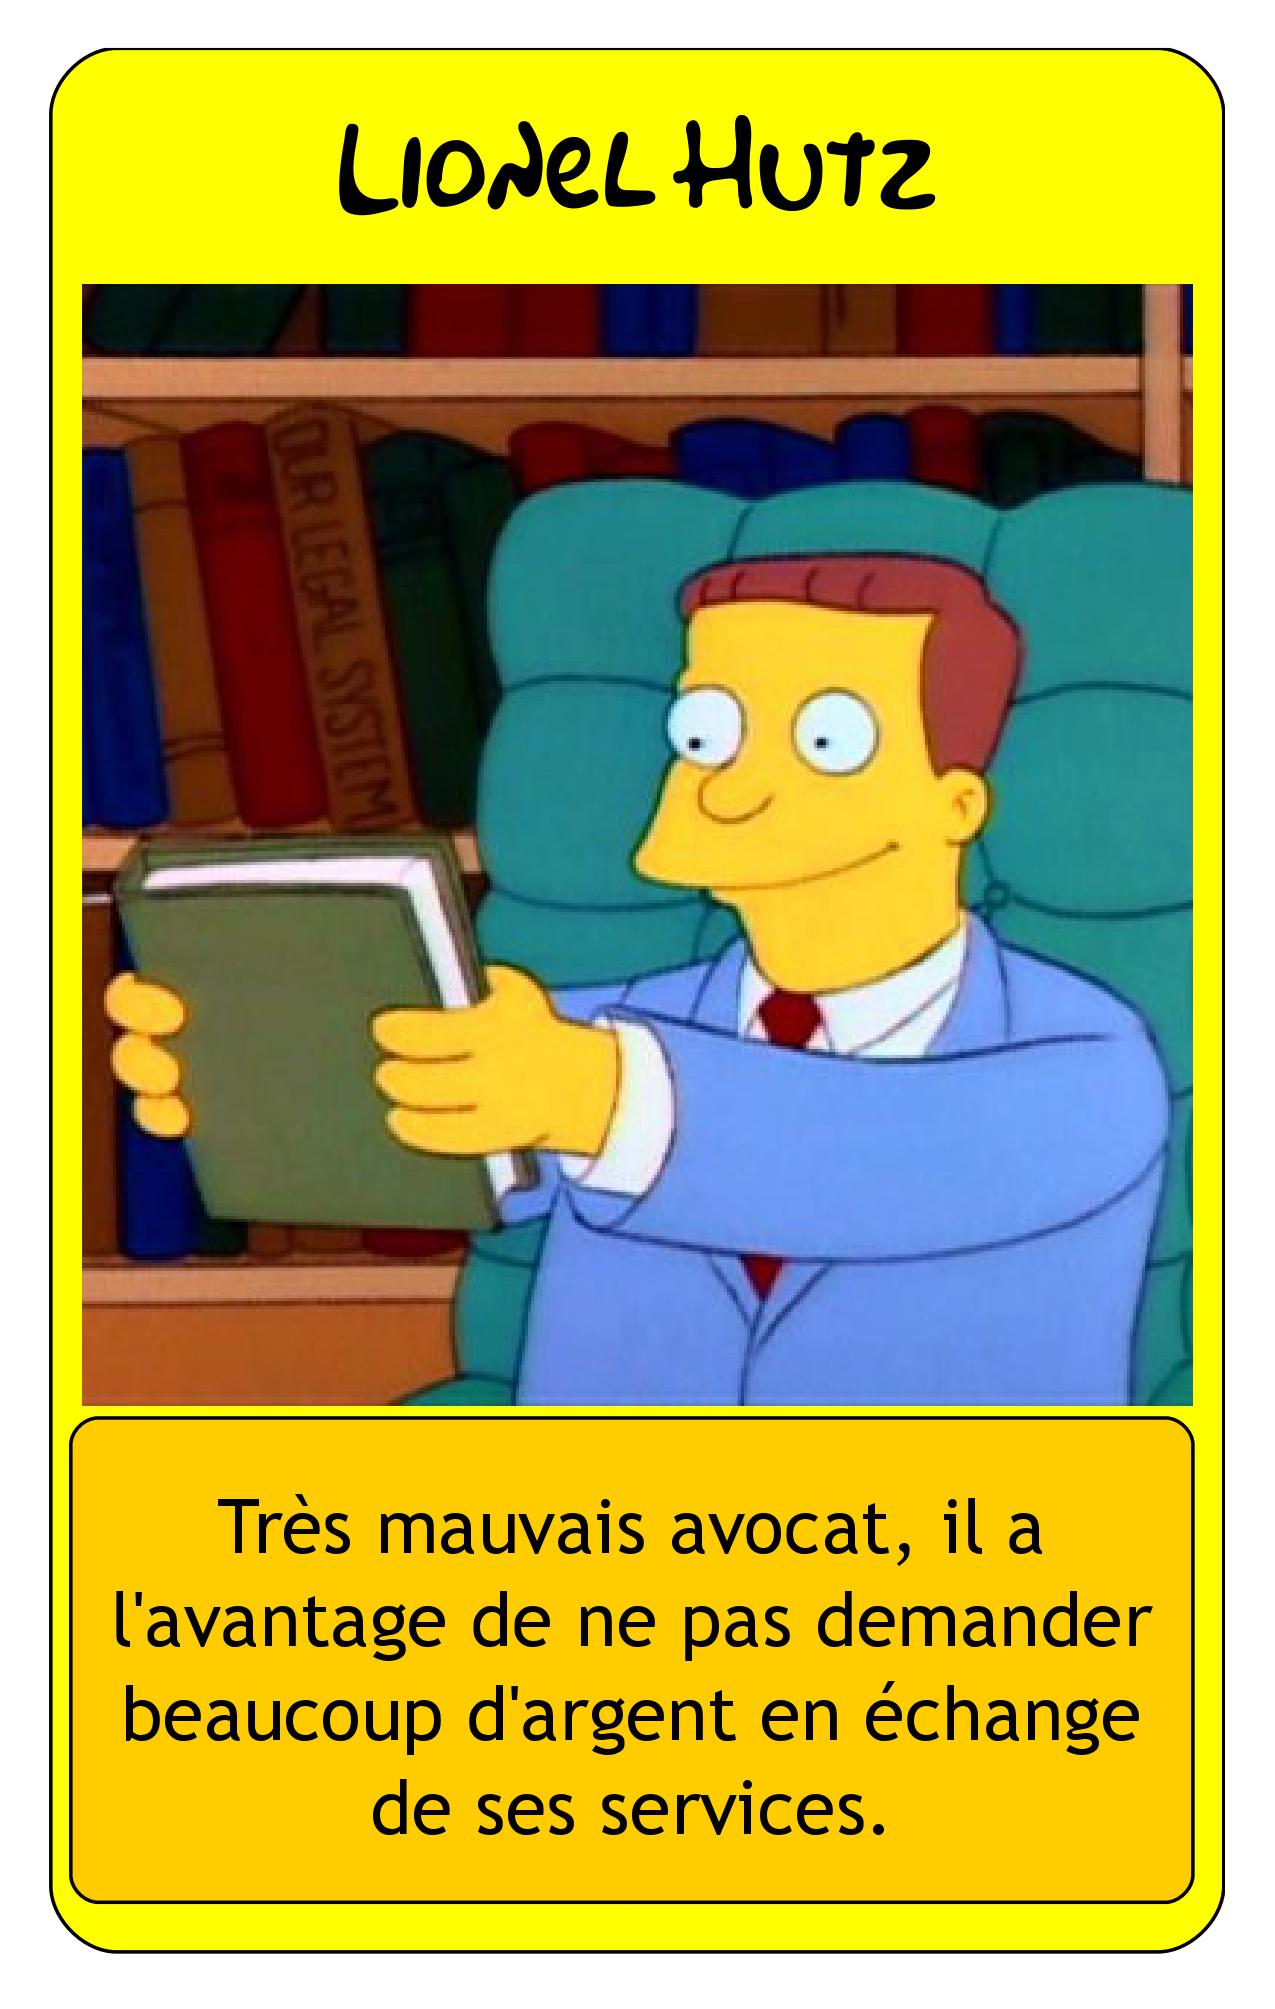 Lionel Hutz
OUR LEGAL SYSTEM
Très mauvais avocat, il a
l'avantage de ne pas demander
beaucoup d'argent en échange
de ses services.